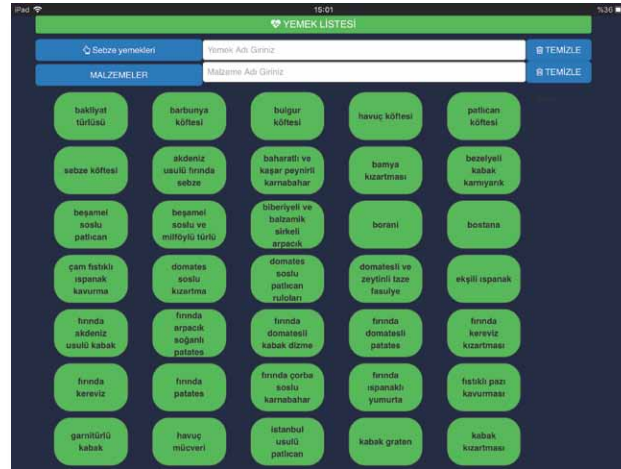 iPad 15:01 %36
YEMEK LİSTESİ
Sebze yemekleri Yemek Adı Giriniz TEMİZLE
MALZEMELER Malzeme Adı Giriniz TEMİZLE
bakliyat türlüsü
barbunya köftesi
bulgur köftesi
havuç köftesi
patlıcan köftesi
sebze köftesi
akdeniz usulü fırında sebze
baharatlı ve kaşar peynirli karnabahar
bamya kızartması
bezelyeli kabak karnıyarık
beşamel soslu patlıcan
beşamel soslu ve milföylü türlü
biberiyeli ve balzamik sirkeli arpacık
borani
bostana
çam fıstıklı ıspanak kavurma
domates soslu kızartma
domates soslu patlıcan ruloları
domatesli ve zeytinli taze fasulye
ekşili ıspanak
fırında akdeniz usulü kabak
fırında arpacık soğanlı patates
fırında domatesli kabak dizme
fırında domatesli patates
fırında kereviz kızartması
fırında kereviz
fırında patates
fırında çorba soslu karnabahar
fırında ıspanaklı yumurta
fıstıklı pazı kavurması
garnitürlü kabak
havuç mücveri
istanbul usulü patlıcan
kabak graten
kabak kızartması